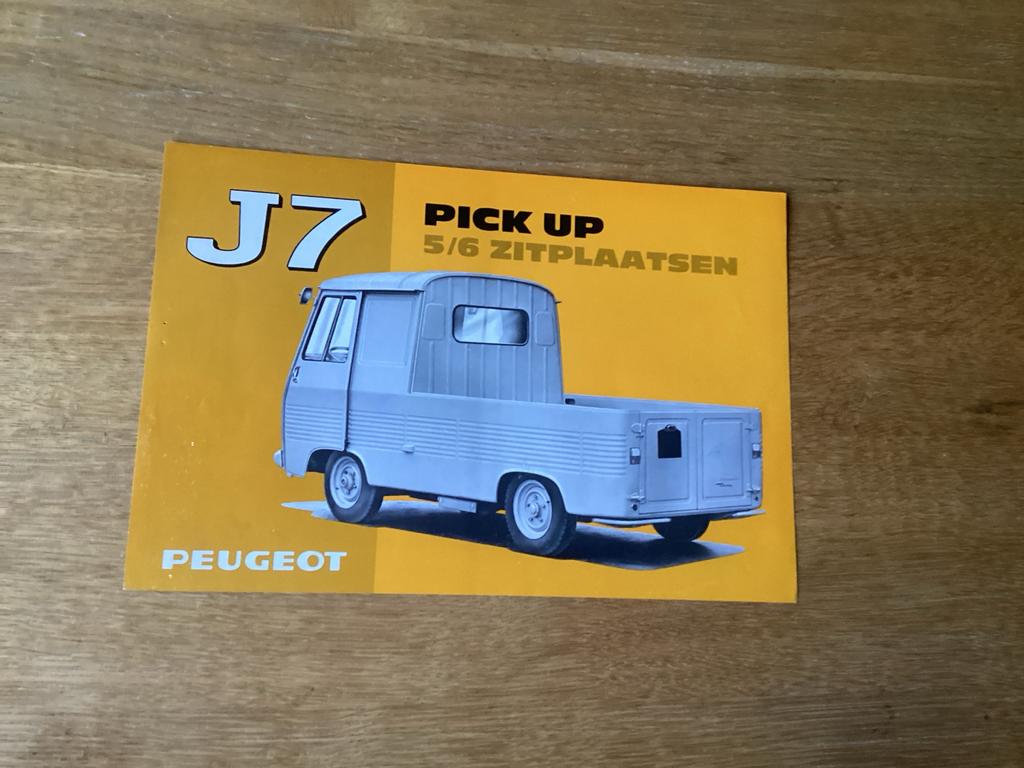 J7
PICK UP
5/6 ZITPLAATSEN
PEUGEOT